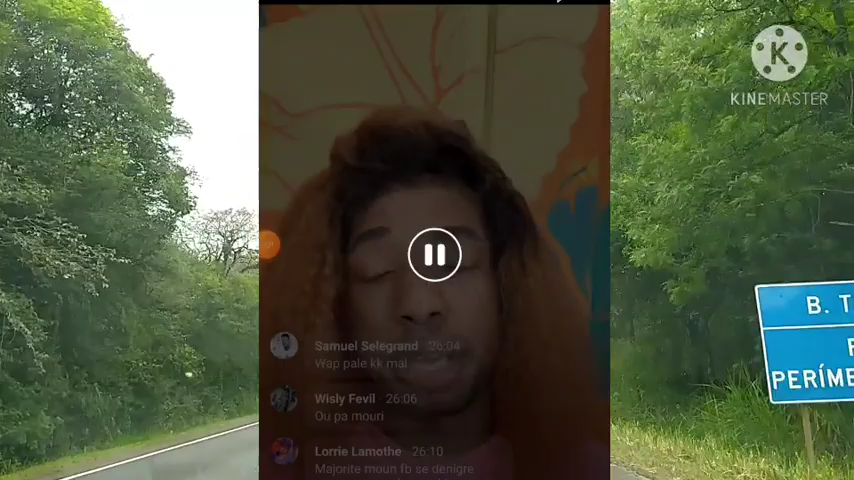 KINEMASTER
Samuel Selegrand 26:04
Wap pale kk mal
Wisly Fevil · 26:06
Ou pa mouri
Lorrie Lamothe · 26:10
Majorite moun fb se denigre
B. T
PERÍME